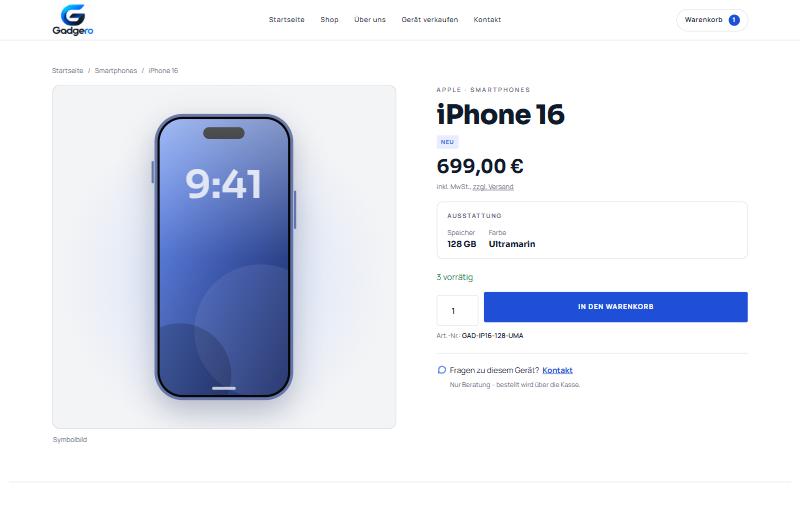 Gadgero
Startseite Shop Über uns Gerät verkaufen Kontakt
Warenkorb 1
Startseite / Smartphones / iPhone 16
9:41
Symbolbild
APPLE · SMARTPHONES
iPhone 16
NEU
699,00 €
inkl. MwSt., zzgl. Versand
AUSSTATTUNG
Speicher Farbe
128 GB Ultramarin
3 vorrätig
1 IN DEN WARENKORB
Art.-Nr.: GAD-IP16-128-UMA
Fragen zu diesem Gerät? Kontakt
Nur Beratung – bestellt wird über die Kasse.